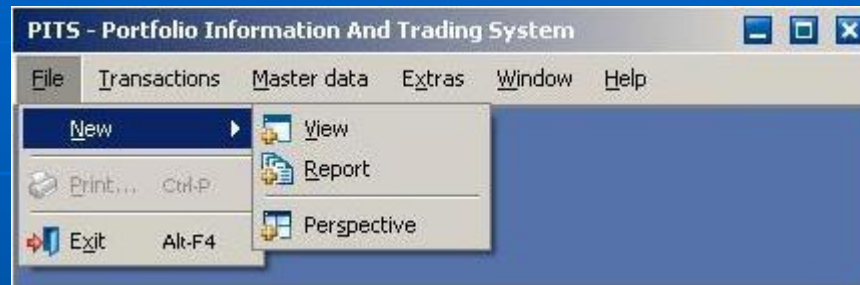 PITS - Portfolio Information And Trading System
File Transactions Master data Extras Window Help
New
View
Report
Print... Ctrl-P
Perspective
Exit Alt-F4